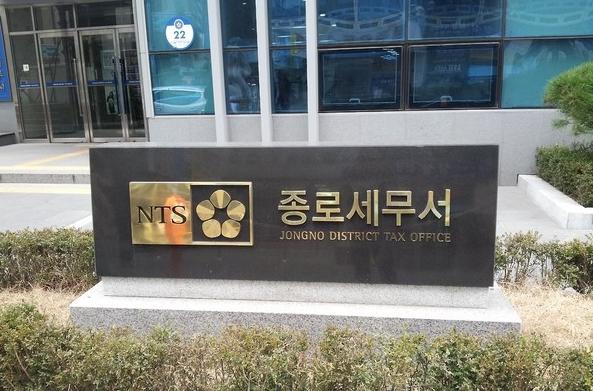 22
NTS
종로세무서
JONGNO DISTRICT TAX OFFICE